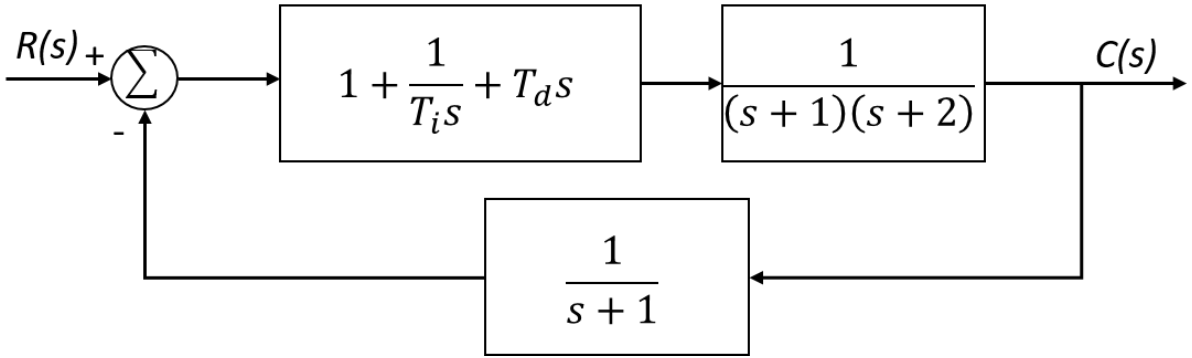 R(s) + ∑ -
1 + 1/(T_i s) + T_d s
1/((s + 1)(s + 2))
C(s)
1/(s + 1)